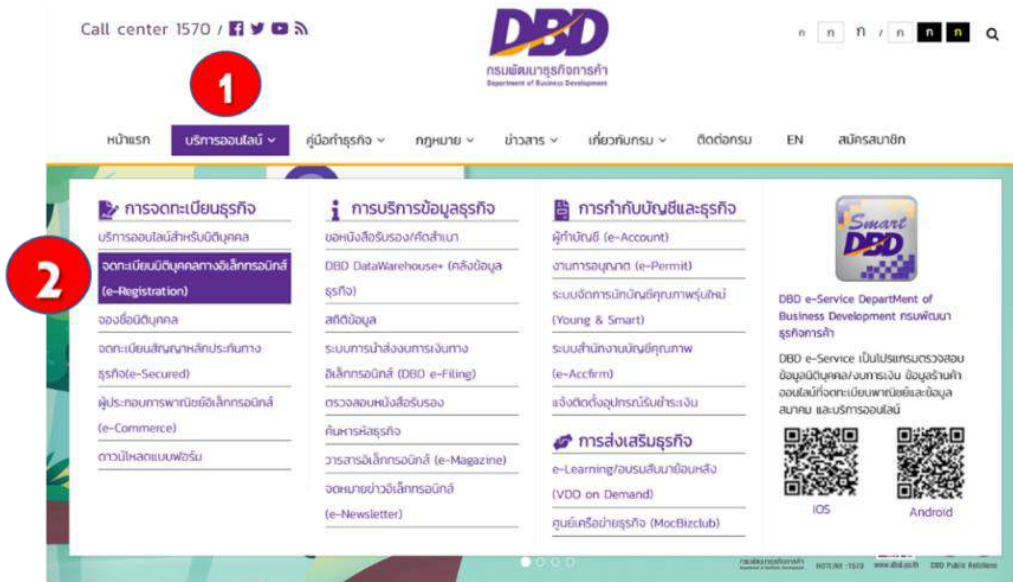 Call center 1570 /
DBD
กรมพัฒนาธุรกิจการค้า
Department of Business Development
ก ก ก / ก ก ก
1
หน้าแรก บริการออนไลน์ คู่มือทำธุรกิจ กฎหมาย ข่าวสาร เกี่ยวกับกรม ติดต่อกรม EN สมัครสมาชิก
2
การจดทะเบียนธุรกิจ
บริการออนไลน์สำหรับนิติบุคคล
จดทะเบียนนิติบุคคลทางอิเล็กทรอนิกส์
(e-Registration)
จองชื่อนิติบุคคล
จดทะเบียนสัญญาหลักประกันทาง
ธุรกิจ(e-Secured)
ผู้ประกอบการพาณิชย์อิเล็กทรอนิกส์
(e-Commerce)
ดาวน์โหลดแบบฟอร์ม
การบริการข้อมูลธุรกิจ
ขอหนังสือรับรอง/คัดสำเนา
DBD DataWarehouse+ (คลังข้อมูล
ธุรกิจ)
สถิติข้อมูล
ระบบการนำส่งงบการเงินทาง
อิเล็กทรอนิกส์ (DBD e-Filing)
ตรวจสอบหนังสือรับรอง
ค้นหารหัสธุรกิจ
วารสารอิเล็กทรอนิกส์ (e-Magazine)
จดหมายข่าวอิเล็กทรอนิกส์
(e-Newsletter)
การกำกับบัญชีและธุรกิจ
ผู้ทำบัญชี (e-Account)
งานการอนุญาต (e-Permit)
ระบบจัดการนักบัญชีคุณภาพรุ่นใหม่
(Young & Smart)
ระบบสำนักงานบัญชีคุณภาพ
(e-Accfirm)
แจ้งติดตั้งอุปกรณ์รับชำระเงิน
การส่งเสริมธุรกิจ
e-Learning/อบรมสัมมนาย้อนหลัง
(VDO on Demand)
ศูนย์เครือข่ายธุรกิจ (MocBizclub)
Smart
DBD
DBD e-Service DepartMent of
Business Development กรมพัฒนา
ธุรกิจการค้า
DBD e-Service เป็นโปรแกรมตรวจสอบ
ข้อมูลนิติบุคคล/งบการเงิน ข้อมูลร้านค้า
ออนไลน์ที่จดทะเบียนพาณิชย์และข้อมูล
สมาคม และบริการออนไลน์
iOS Android
กรมพัฒนาธุรกิจการค้า HOTLINE :1570 www.dbd.go.th DBD Public Relations